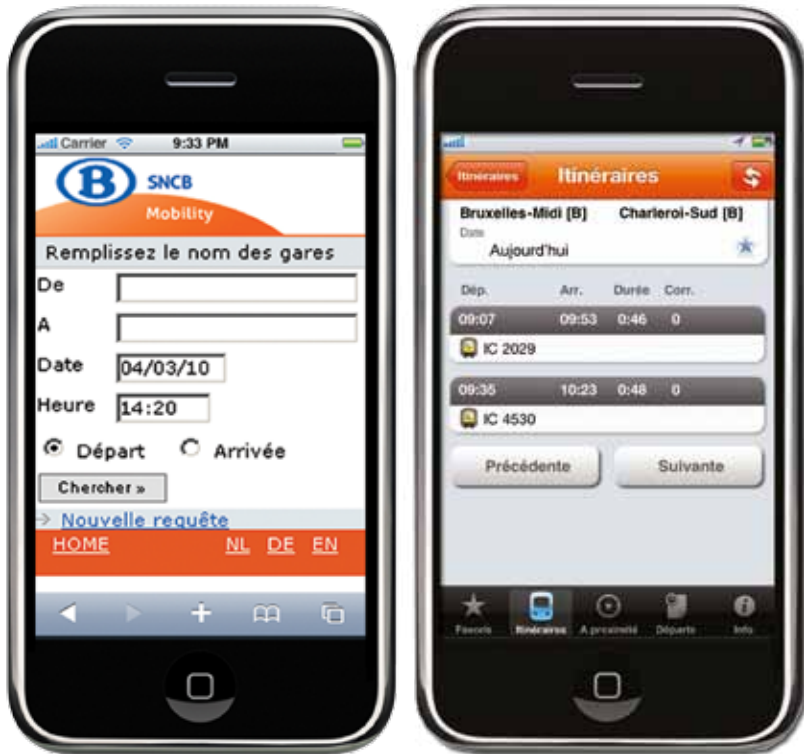 Carrier 9:33 PM
B SNCB
Mobility
Remplissez le nom des gares
De
A
Date 04/03/10
Heure 14:20
Départ Arrivée
Chercher »
Nouvelle requête
HOME NL DE EN
Itinéraires Itinéraires
Bruxelles-Midi [B] Charleroi-Sud [B]
Date
Aujourd'hui
Dép. Arr. Durée Corr.
09:07 09:53 0:46 0
IC 2029
09:35 10:23 0:48 0
IC 4530
Précédente Suivante
Favoris Itinéraires A proximité Départs Info